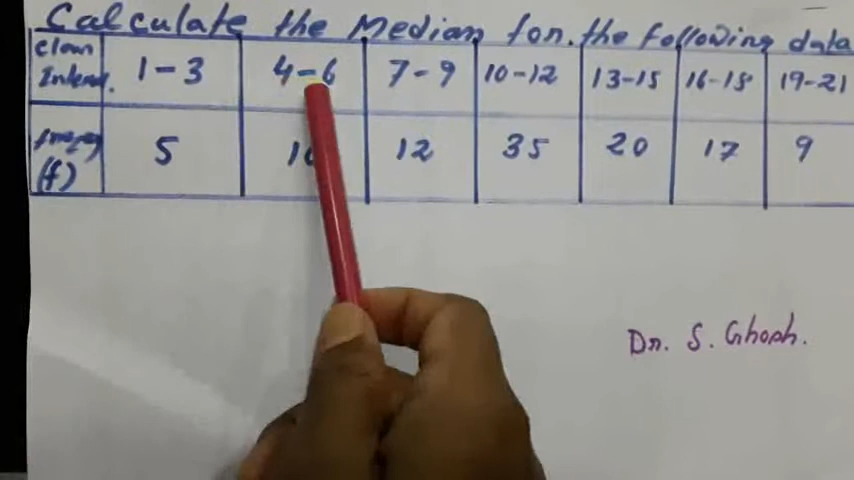 Calculate the Median for. the following data
Class 1-3 4-6 7-9 10-12 13-15 16-18 19-21
Interval.
5 12 35 20 17 9
(f)
Dr. S. Ghosh.